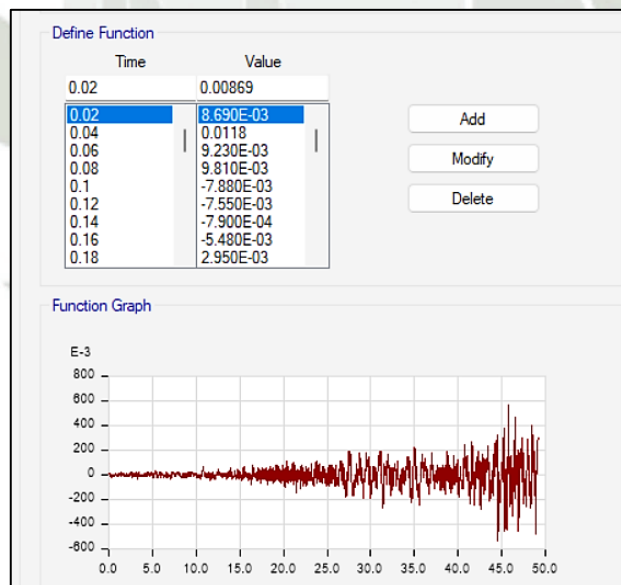 Define Function
Time Value
0.02 0.00869
0.02 8.690E-03
0.04 0.0118
0.06 9.230E-03
0.08 9.810E-03
0.1 -7.880E-03
0.12 -7.550E-03
0.14 -7.900E-04
0.16 -5.480E-03
0.18 2.950E-03
Add
Modify
Delete
Function Graph
E-3
800
600
400
200
0
-200
-400
-600
0.0 5.0 10.0 15.0 20.0 25.0 30.0 35.0 40.0 45.0 50.0